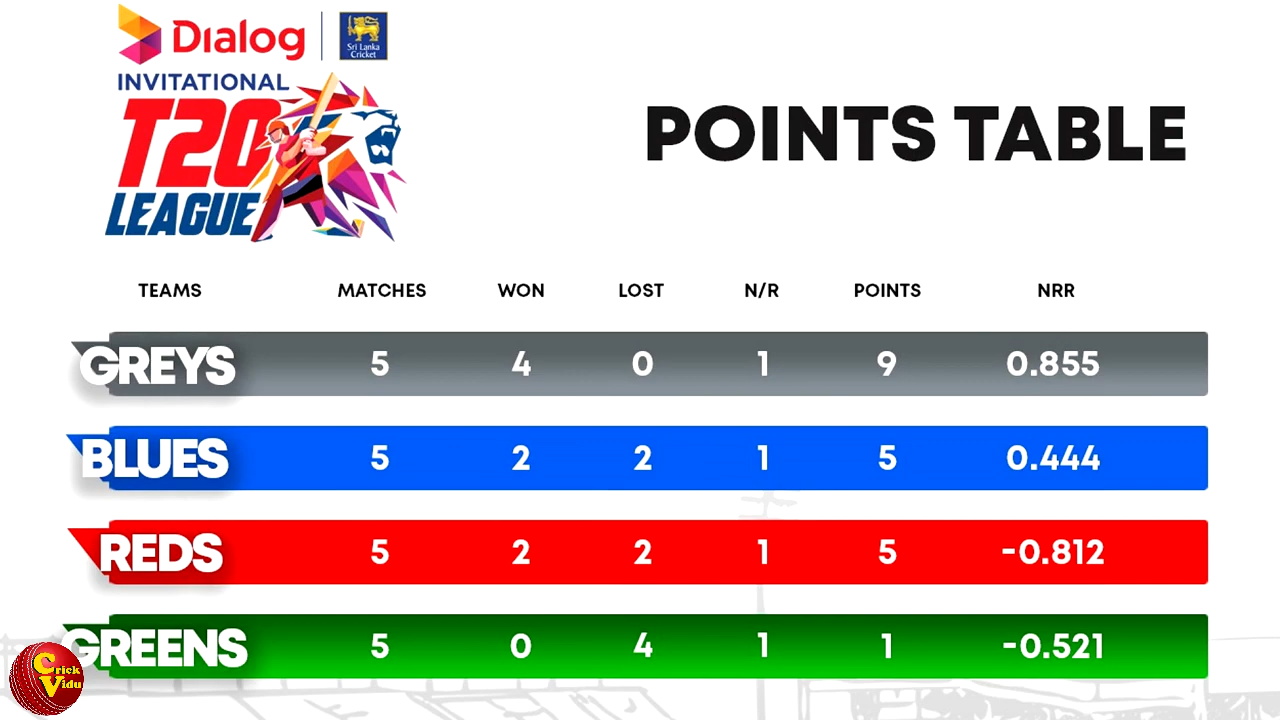 Dialog
Sri Lanka
Cricket
INVITATIONAL
T20
LEAGUE
POINTS TABLE
TEAMS MATCHES WON LOST N/R POINTS NRR
GREYS 5 4 0 1 9 0.855
BLUES 5 2 2 1 5 0.444
REDS 5 2 2 1 5 -0.812
GREENS 5 0 4 1 1 -0.521
Crick
Vidu